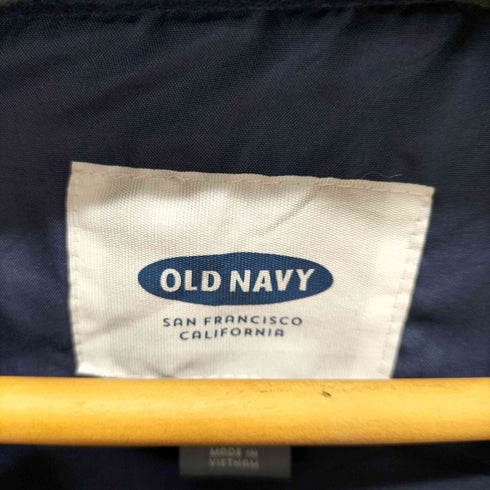 OLD NAVY
SAN FRANCISCO
CALIFORNIA
MADE IN
VIETNAM